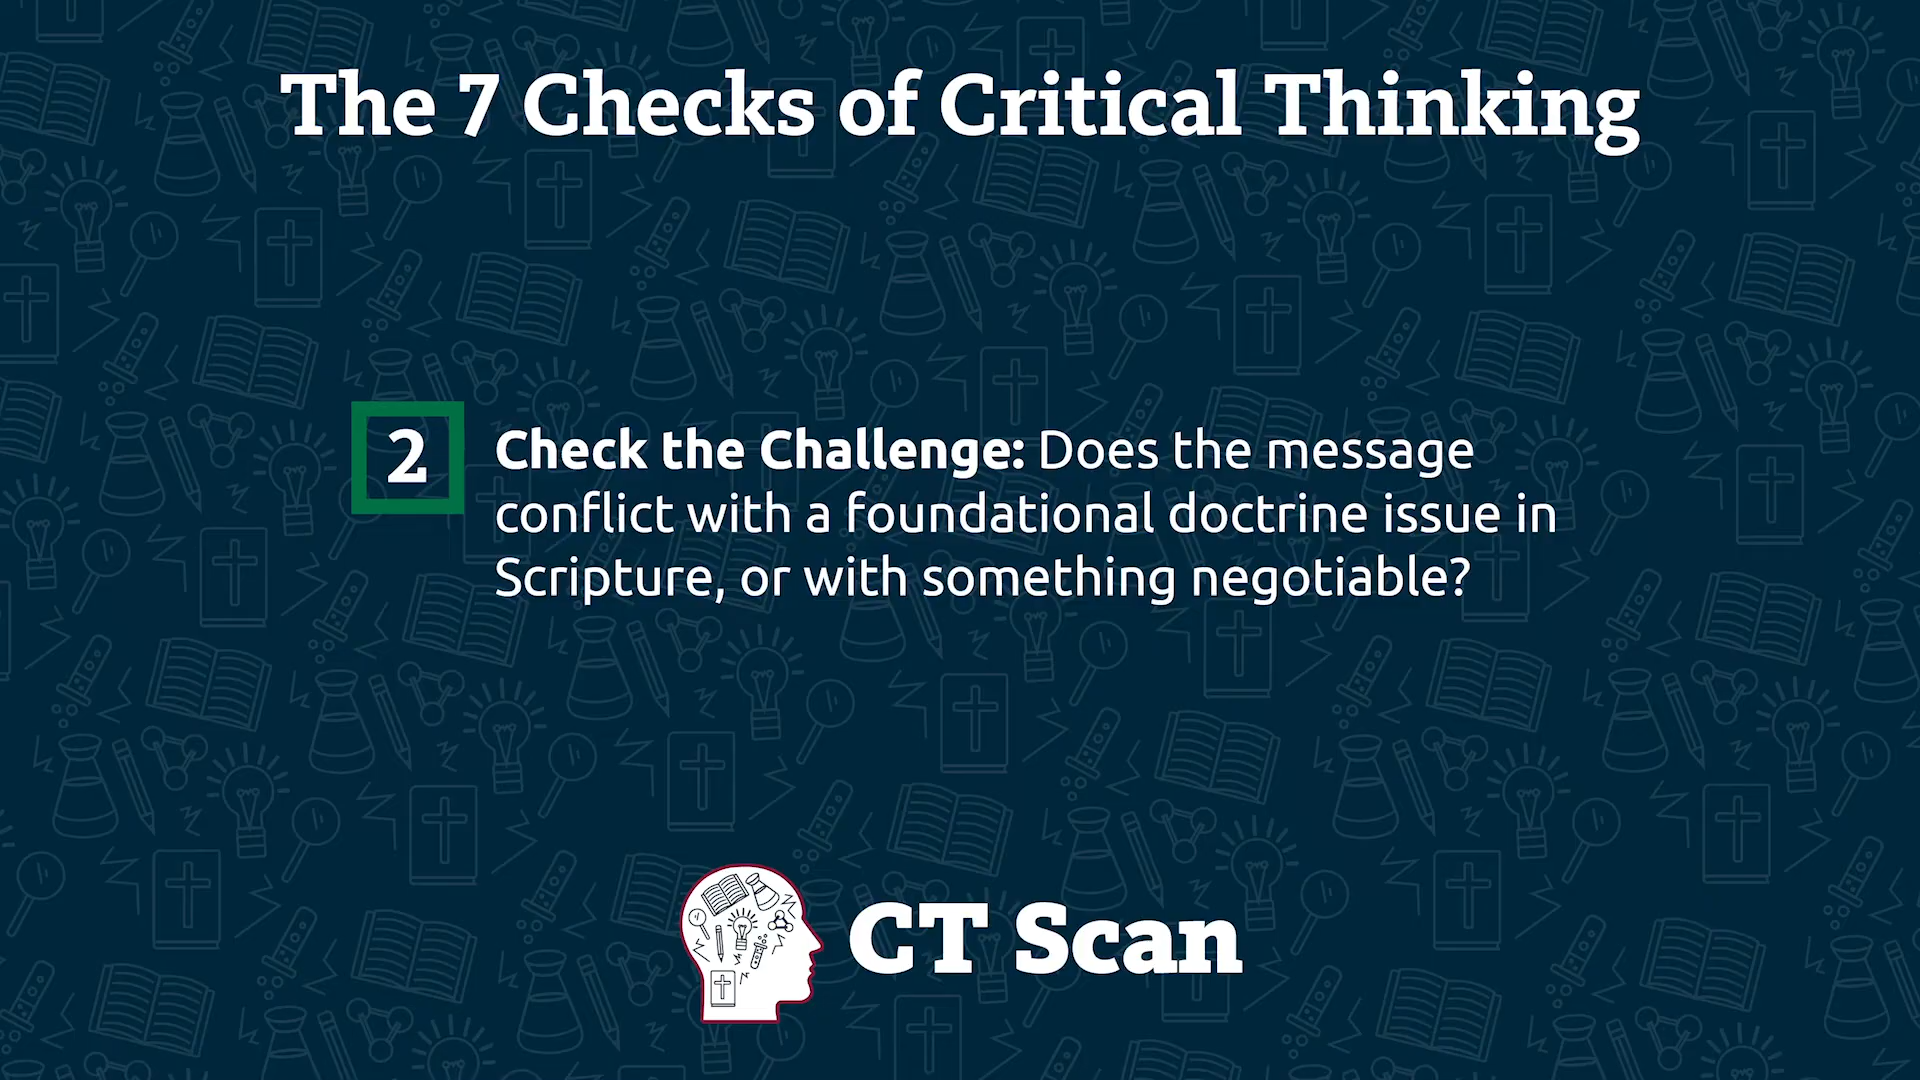 The 7 Checks of Critical Thinking
2
Check the Challenge: Does the message
conflict with a foundational doctrine issue in
Scripture, or with something negotiable?
CT Scan